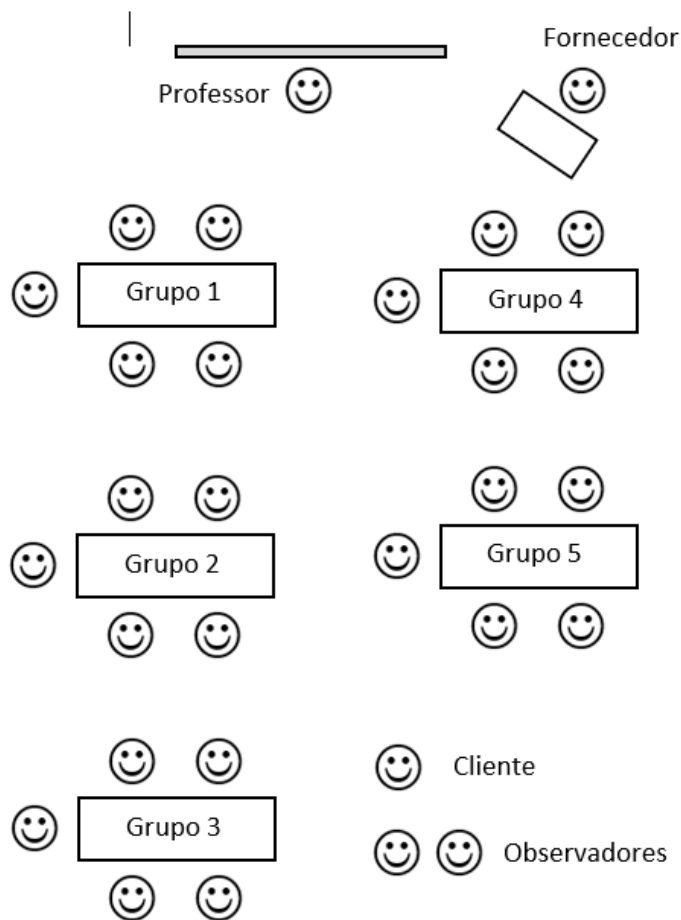 Fornecedor
Professor
Grupo 1
Grupo 4
Grupo 2
Grupo 5
Cliente
Grupo 3
Observadores